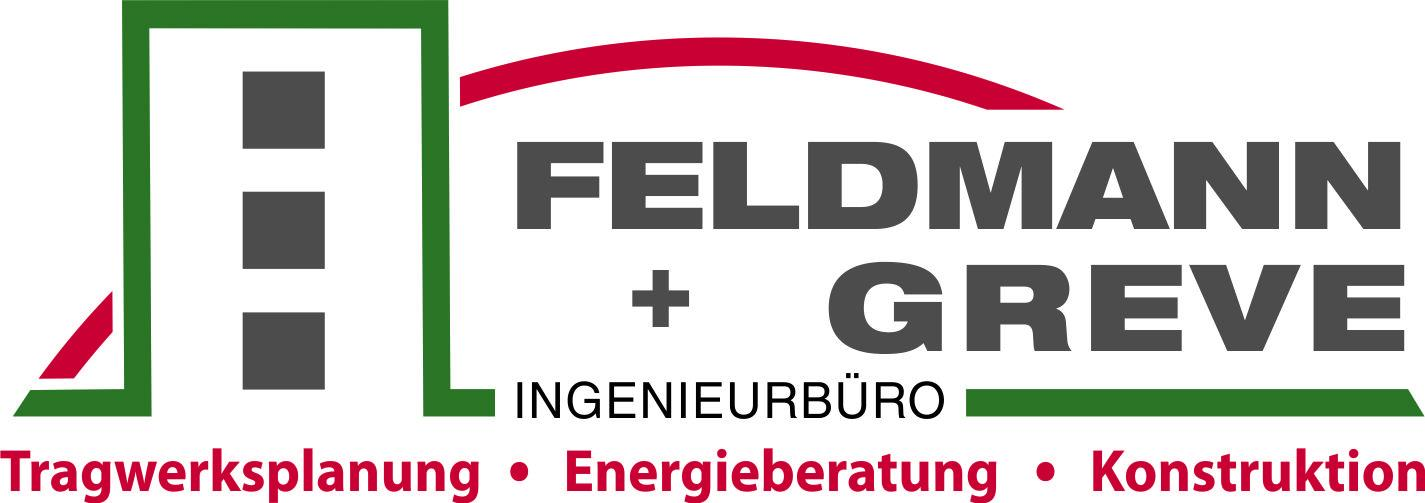 FELDMANN
+ GREVE
INGENIEURBÜRO
Tragwerksplanung • Energieberatung • Konstruktion